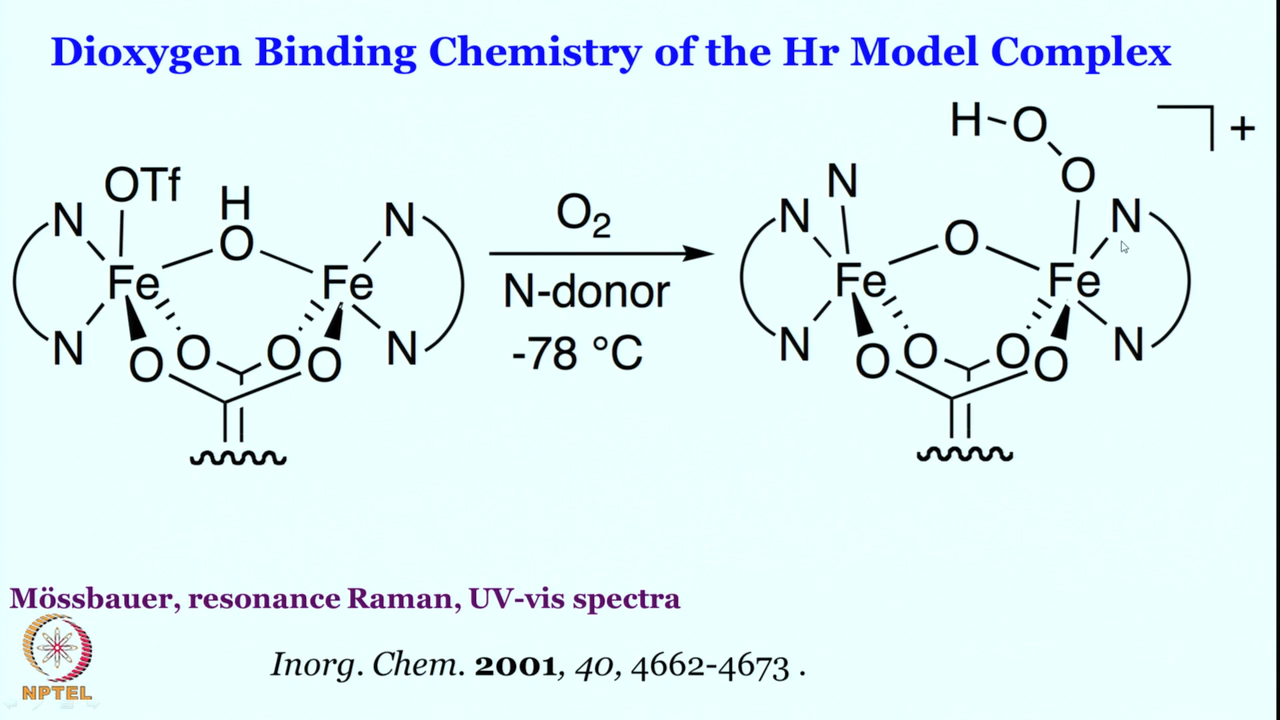 Dioxygen Binding Chemistry of the Hr Model Complex
OTf H
N O N
Fe Fe
N O O O O N
O2
N-donor
-78 °C
H O
O
+
N
N O N
Fe Fe
N O O O O N
Mössbauer, resonance Raman, UV-vis spectra
Inorg. Chem. 2001, 40, 4662-4673 .
NPTEL